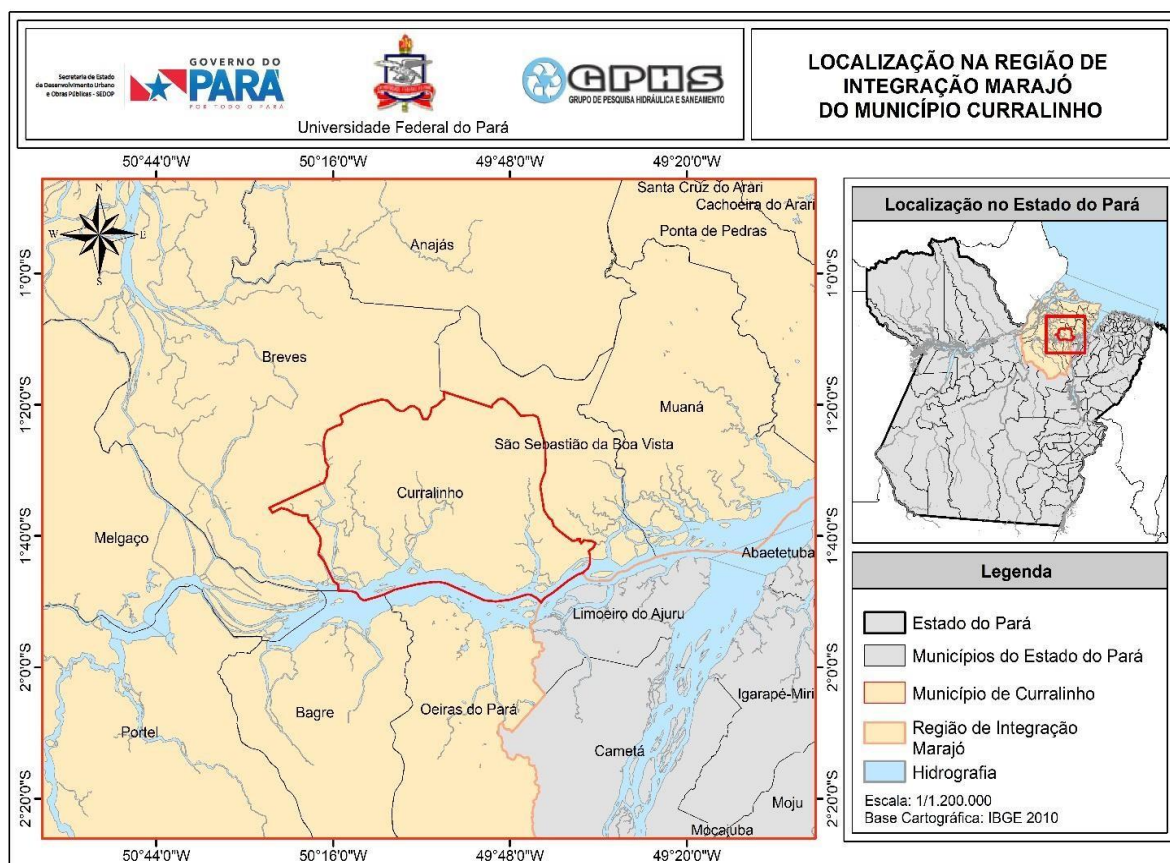 Secretaria de Estado
de Desenvolvimento Urbano
e Obras Públicas - SEDOP
GOVERNO DO
PARÁ
POR TODO O PARÁ
Universidade Federal do Pará
GPHS
GRUPO DE PESQUISA HIDRÁULICA E SANEAMENTO
LOCALIZAÇÃO NA REGIÃO DE
INTEGRAÇÃO MARAJÓ
DO MUNICÍPIO CURRALINHO
50°44'0"W 50°16'0"W 49°48'0"W 49°20'0"W
N
W E
S
1°0'0"S 1°0'0"S
1°20'0"S 1°20'0"S
1°40'0"S 1°40'0"S
2°0'0"S 2°0'0"S
2°20'0"S 2°20'0"S
Santa Cruz do Arari
Cachoeira do Arari
Ponta de Pedras
Anajás
Breves
Muaná
São Sebastião da Boa Vista
Curralinho
Melgaço
Abaetetuba
Limoeiro do Ajuru
Igarapé-Miri
Oeiras do Pará
Bagre
Portel
Cametá
Moju
Mocajuba
50°44'0"W 50°16'0"W 49°48'0"W 49°20'0"W
Localização no Estado do Pará
Legenda
Estado do Pará
Municípios do Estado do Pará
Município de Curralinho
Região de Integração
Marajó
Hidrografia
Escala: 1/1.200.000
Base Cartográfica: IBGE 2010